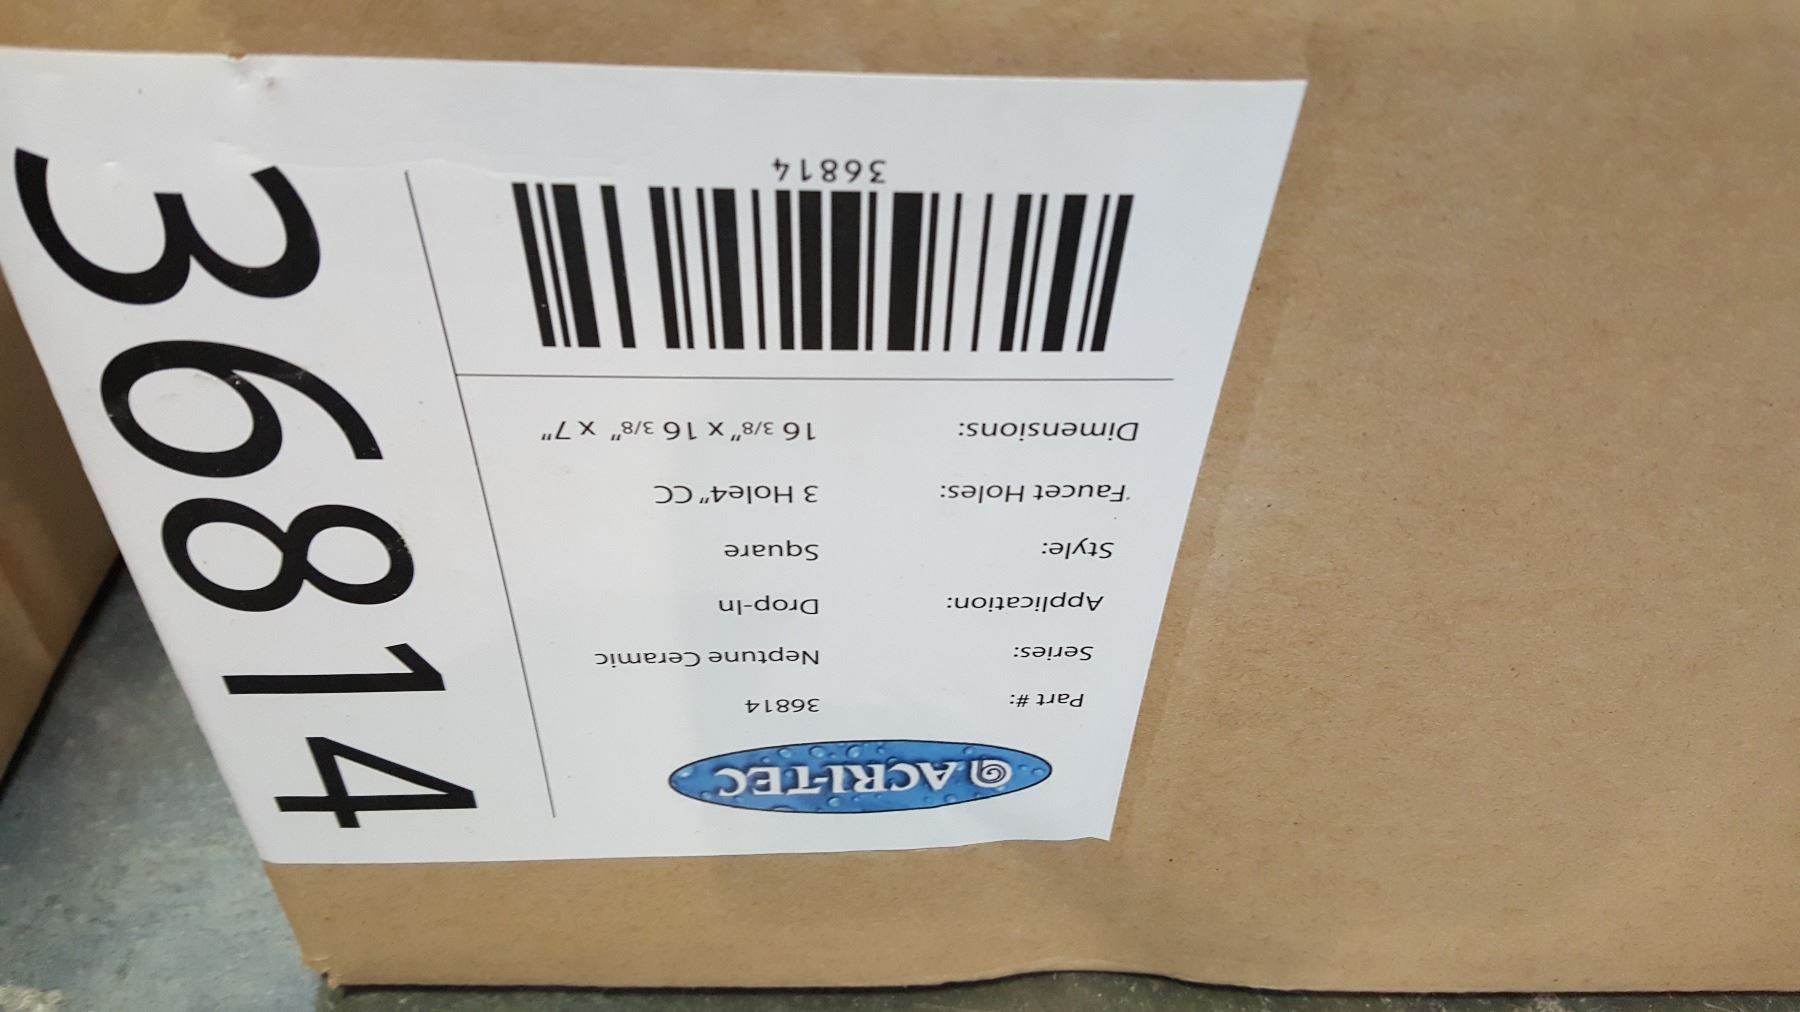 ACRI-TEC
Part #: 36814
Series: Neptune Ceramic
Application: Drop-In
Style: Square
Faucet Holes: 3 Hole4" CC
Dimensions: 16 3/8" X 16 3/8" X 7"
36814
36814